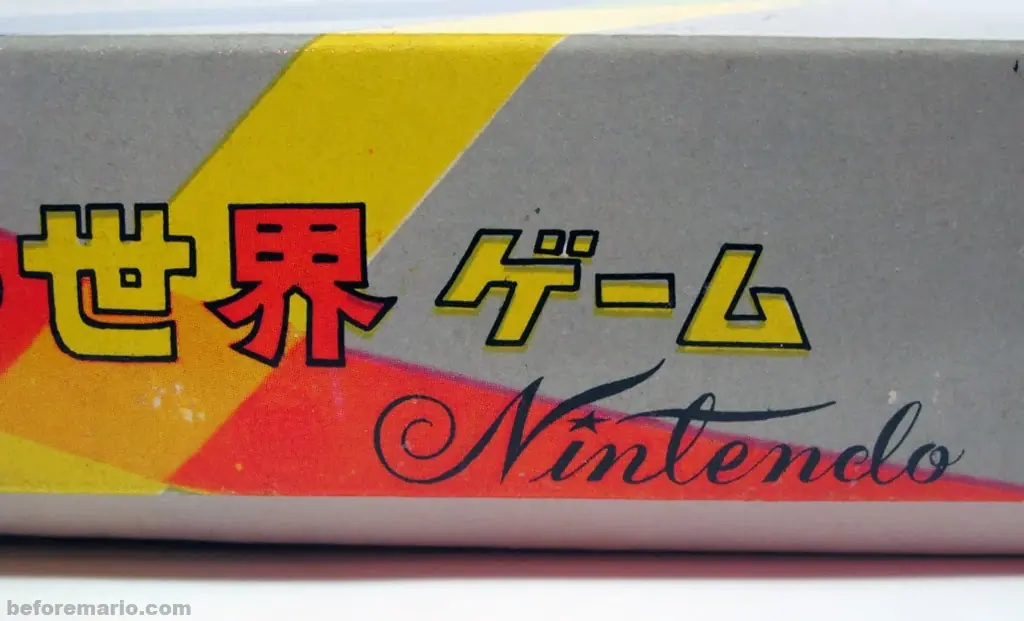 世界 ゲーム
Nintendo
beforemario.com